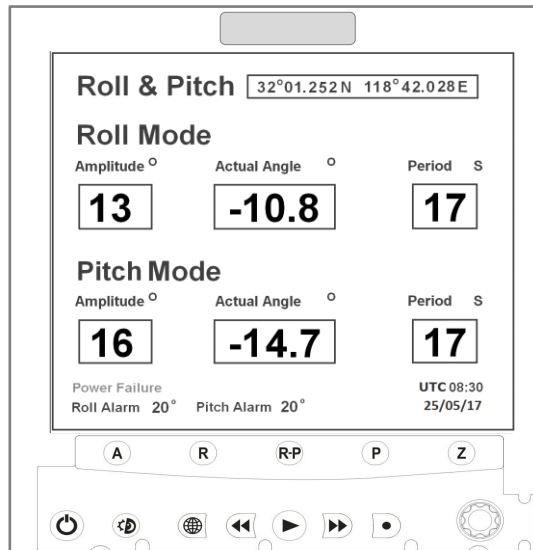 Roll & Pitch 32°01.252N 118°42.028E
Roll Mode
Amplitude° Actual Angle ° Period S
13 -10.8 17
Pitch Mode
Amplitude° Actual Angle ° Period S
16 -14.7 17
Power Failure UTC 08:30
Roll Alarm 20° Pitch Alarm 20° 25/05/17
A R R-P P Z